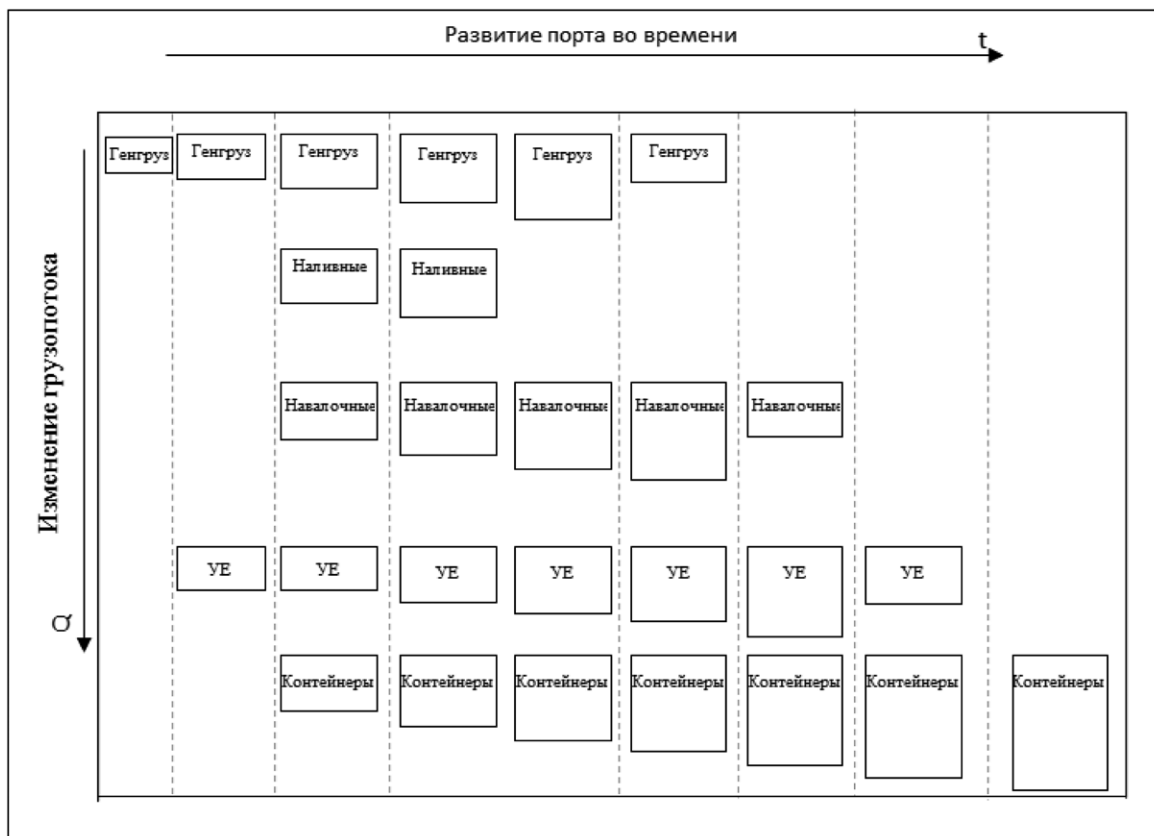 Развитие порта во времени
t
Изменение грузопотока
Q
Генгруз Генгруз Генгруз Генгруз Генгруз Генгруз
Наливные Наливные
Навалочные Навалочные Навалочные Навалочные Навалочные
УЕ УЕ УЕ УЕ УЕ УЕ УЕ
Контейнеры Контейнеры Контейнеры Контейнеры Контейнеры Контейнеры Контейнеры